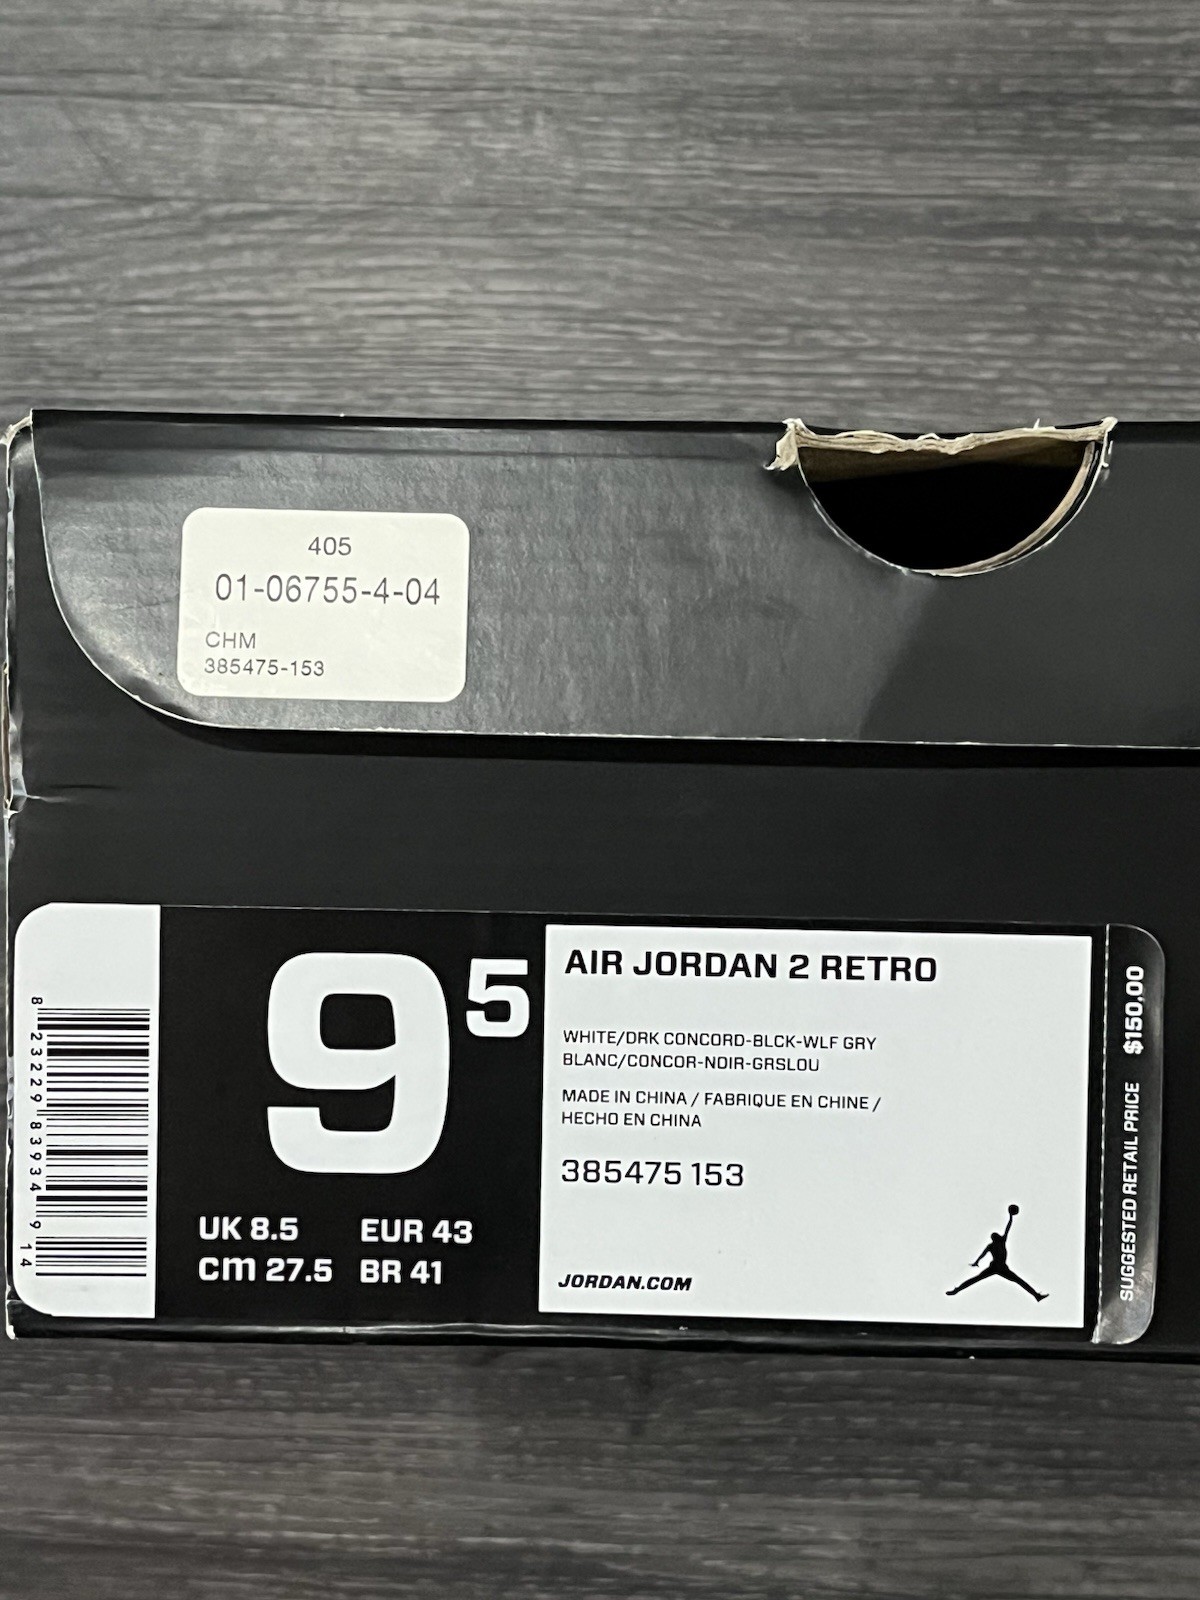 405
01-06755-4-04
CHM
385475-153
8 23229 83934 9 14
9 5
UK 8.5 EUR 43
cm 27.5 BR 41
AIR JORDAN 2 RETRO
WHITE/DRK CONCORD-BLCK-WLF GRY
BLANC/CONCOR-NOIR-GRSLOU
MADE IN CHINA / FABRIQUE EN CHINE /
HECHO EN CHINA
385475 153
JORDAN.COM
SUGGESTED RETAIL PRICE $150.00